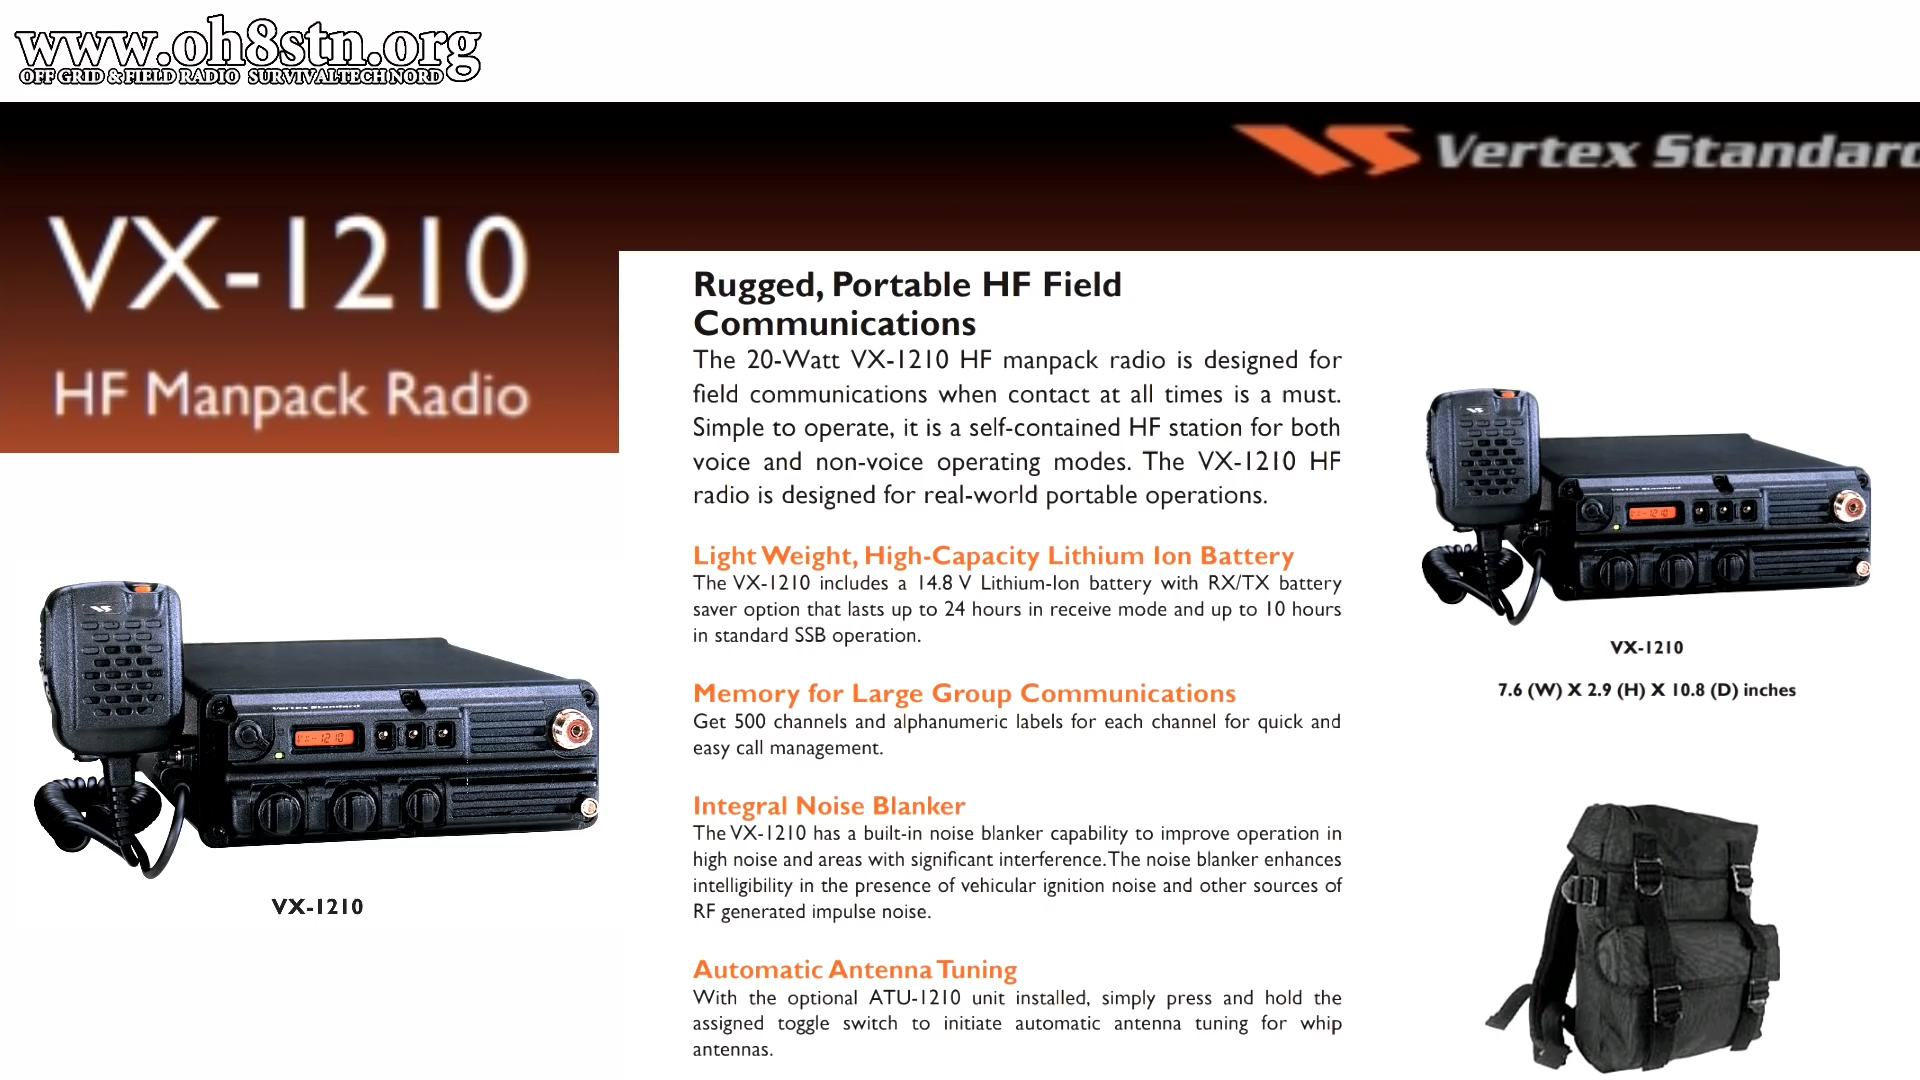 www.oh8stn.org
OFF GRID & FIELD RADIO SURVIVALTECHNORD
Vertex Standard
VX-1210
HF Manpack Radio
Rugged, Portable HF Field
Communications
The 20-Watt VX-1210 HF manpack radio is designed for
field communications when contact at all times is a must.
Simple to operate, it is a self-contained HF station for both
voice and non-voice operating modes. The VX-1210 HF
radio is designed for real-world portable operations.
Light Weight, High-Capacity Lithium Ion Battery
The VX-1210 includes a 14.8 V Lithium-Ion battery with RX/TX battery
saver option that lasts up to 24 hours in receive mode and up to 10 hours
in standard SSB operation.
Memory for Large Group Communications
Get 500 channels and alphanumeric labels for each channel for quick and
easy call management.
Integral Noise Blanker
The VX-1210 has a built-in noise blanker capability to improve operation in
high noise and areas with significant interference. The noise blanker enhances
intelligibility in the presence of vehicular ignition noise and other sources of
RF generated impulse noise.
Automatic Antenna Tuning
With the optional ATU-1210 unit installed, simply press and hold the
assigned toggle switch to initiate automatic antenna tuning for whip
antennas.
Vertex Standard
VX-1210
VX-1210
Vertex Standard
VX-1210
VX-1210
7.6 (W) X 2.9 (H) X 10.8 (D) inches